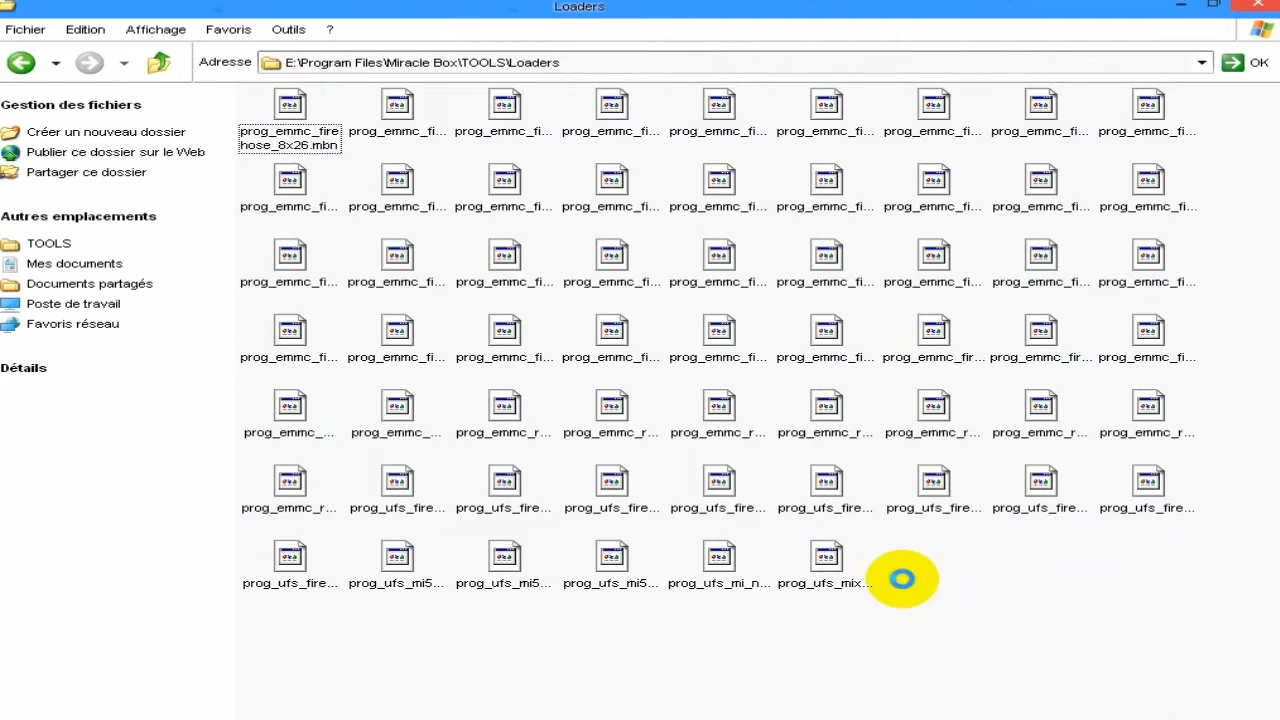 Loaders
Fichier Edition Affichage Favoris Outils ?
Adresse E:\Program Files\Miracle Box\TOOLS\Loaders OK
Gestion des fichiers
Créer un nouveau dossier
Publier ce dossier sur le Web
Partager ce dossier
Autres emplacements
TOOLS
Mes documents
Documents partagés
Poste de travail
Favoris réseau
Détails
prog_emmc_fire
hose_8x26.mbn
prog_emmc_fi... prog_emmc_fi... prog_emmc_fi... prog_emmc_fi... prog_emmc_fi... prog_emmc_fi... prog_emmc_fi... prog_emmc_fi...
prog_emmc_fi... prog_emmc_fi... prog_emmc_fi... prog_emmc_fi... prog_emmc_fi... prog_emmc_fi... prog_emmc_fi... prog_emmc_fi... prog_emmc_fi...
prog_emmc_fi... prog_emmc_fi... prog_emmc_fi... prog_emmc_fi... prog_emmc_fi... prog_emmc_fi... prog_emmc_fi... prog_emmc_fi... prog_emmc_fi...
prog_emmc_fi... prog_emmc_fi... prog_emmc_fi... prog_emmc_fi... prog_emmc_fi... prog_emmc_fi... prog_emmc_fir... prog_emmc_fir... prog_emmc_fi...
prog_emmc_... prog_emmc_... prog_emmc_r... prog_emmc_r... prog_emmc_r... prog_emmc_r... prog_emmc_r... prog_emmc_r... prog_emmc_r...
prog_emmc_r... prog_ufs_fire... prog_ufs_fire... prog_ufs_fire... prog_ufs_fire... prog_ufs_fire... prog_ufs_fire... prog_ufs_fire... prog_ufs_fire...
prog_ufs_fire... prog_ufs_mi5... prog_ufs_mi5... prog_ufs_mi5... prog_ufs_mi_n... prog_ufs_mix...